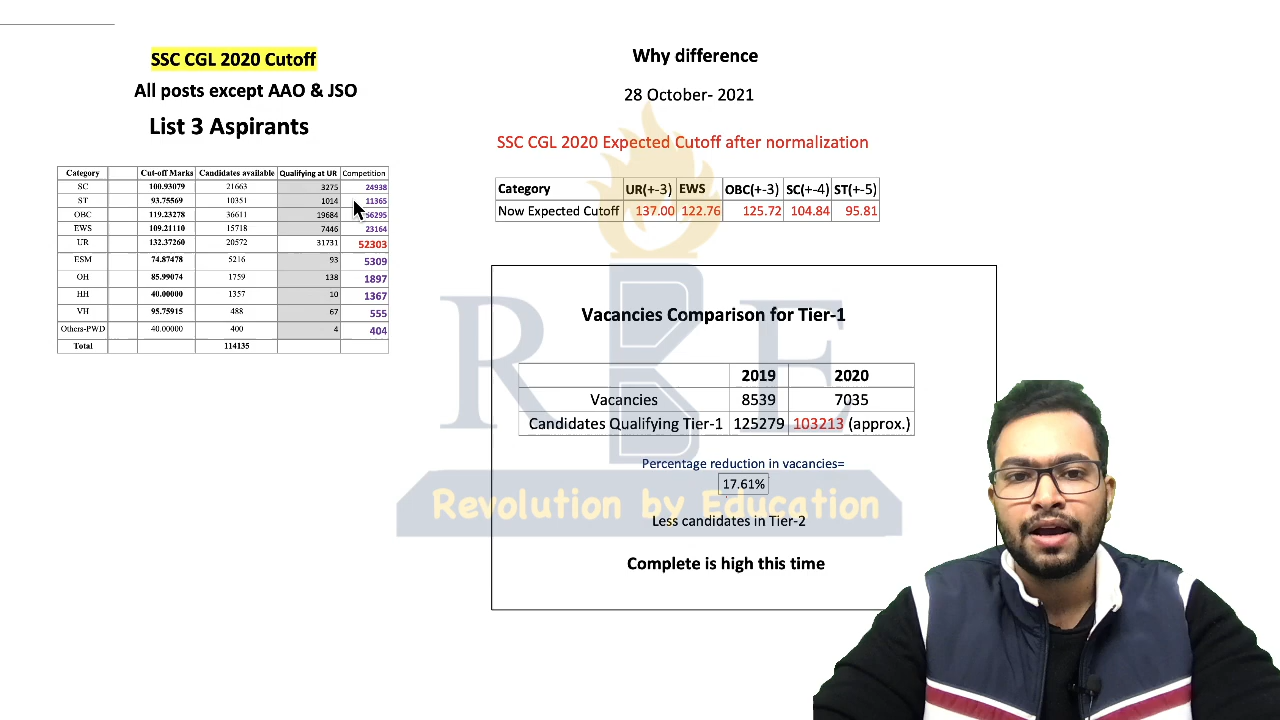 SSC CGL 2020 Cutoff
All posts except AAO & JSO
List 3 Aspirants
Category Cut-off Marks Candidates available Qualifying at UR Competition
SC 100.93079 21663 3275 24938
ST 93.75569 10351 1014 11365
OBC 119.23278 36611 19684 56295
EWS 109.21110 15718 7446 23164
UR 132.37260 20572 31731 52303
ESM 74.87478 5216 93 5309
OH 85.99074 1759 138 1897
HH 40.00000 1357 10 1367
VH 95.75915 488 67 555
Others-PWD 40.00000 400 4 404
Total 114135
Why difference
28 October- 2021
SSC CGL 2020 Expected Cutoff after normalization
Category UR(+-3) EWS OBC(+-3) SC(+-4) ST(+-5)
Now Expected Cutoff 137.00 122.76 125.72 104.84 95.81
Vacancies Comparison for Tier-1
2019 2020
Vacancies 8539 7035
Candidates Qualifying Tier-1 125279 103213 (approx.)
Percentage reduction in vacancies=
17.61%
Less candidates in Tier-2
Complete is high this time
RBE
Revolution by Education